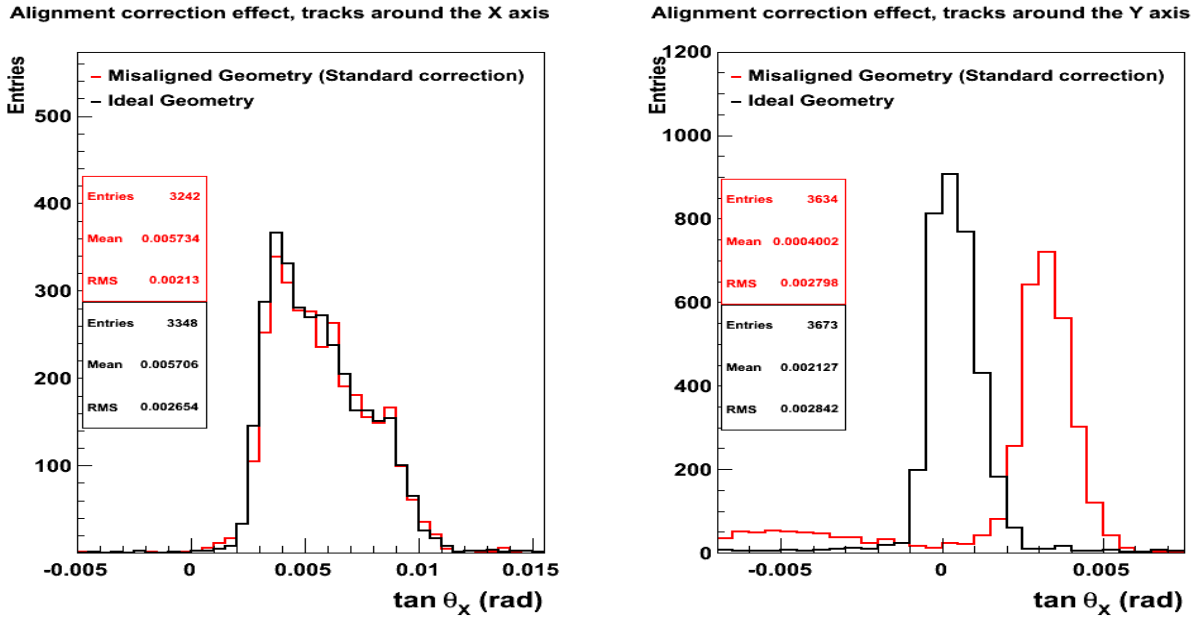 Alignment correction effect, tracks around the X axis
Entries
Misaligned Geometry (Standard correction)
Ideal Geometry
500
400
300
200
100
Entries 3242
Mean 0.005734
RMS 0.00213
Entries 3348
Mean 0.005706
RMS 0.002654
-0.005 0 0.005 0.01 0.015
tan θX (rad)
Alignment correction effect, tracks around the Y axis
Entries
Misaligned Geometry (Standard correction)
Ideal Geometry
1200
1000
800
600
400
200
0
Entries 3634
Mean 0.0004002
RMS 0.002798
Entries 3673
Mean 0.002127
RMS 0.002842
-0.005 0 0.005
tan θX (rad)